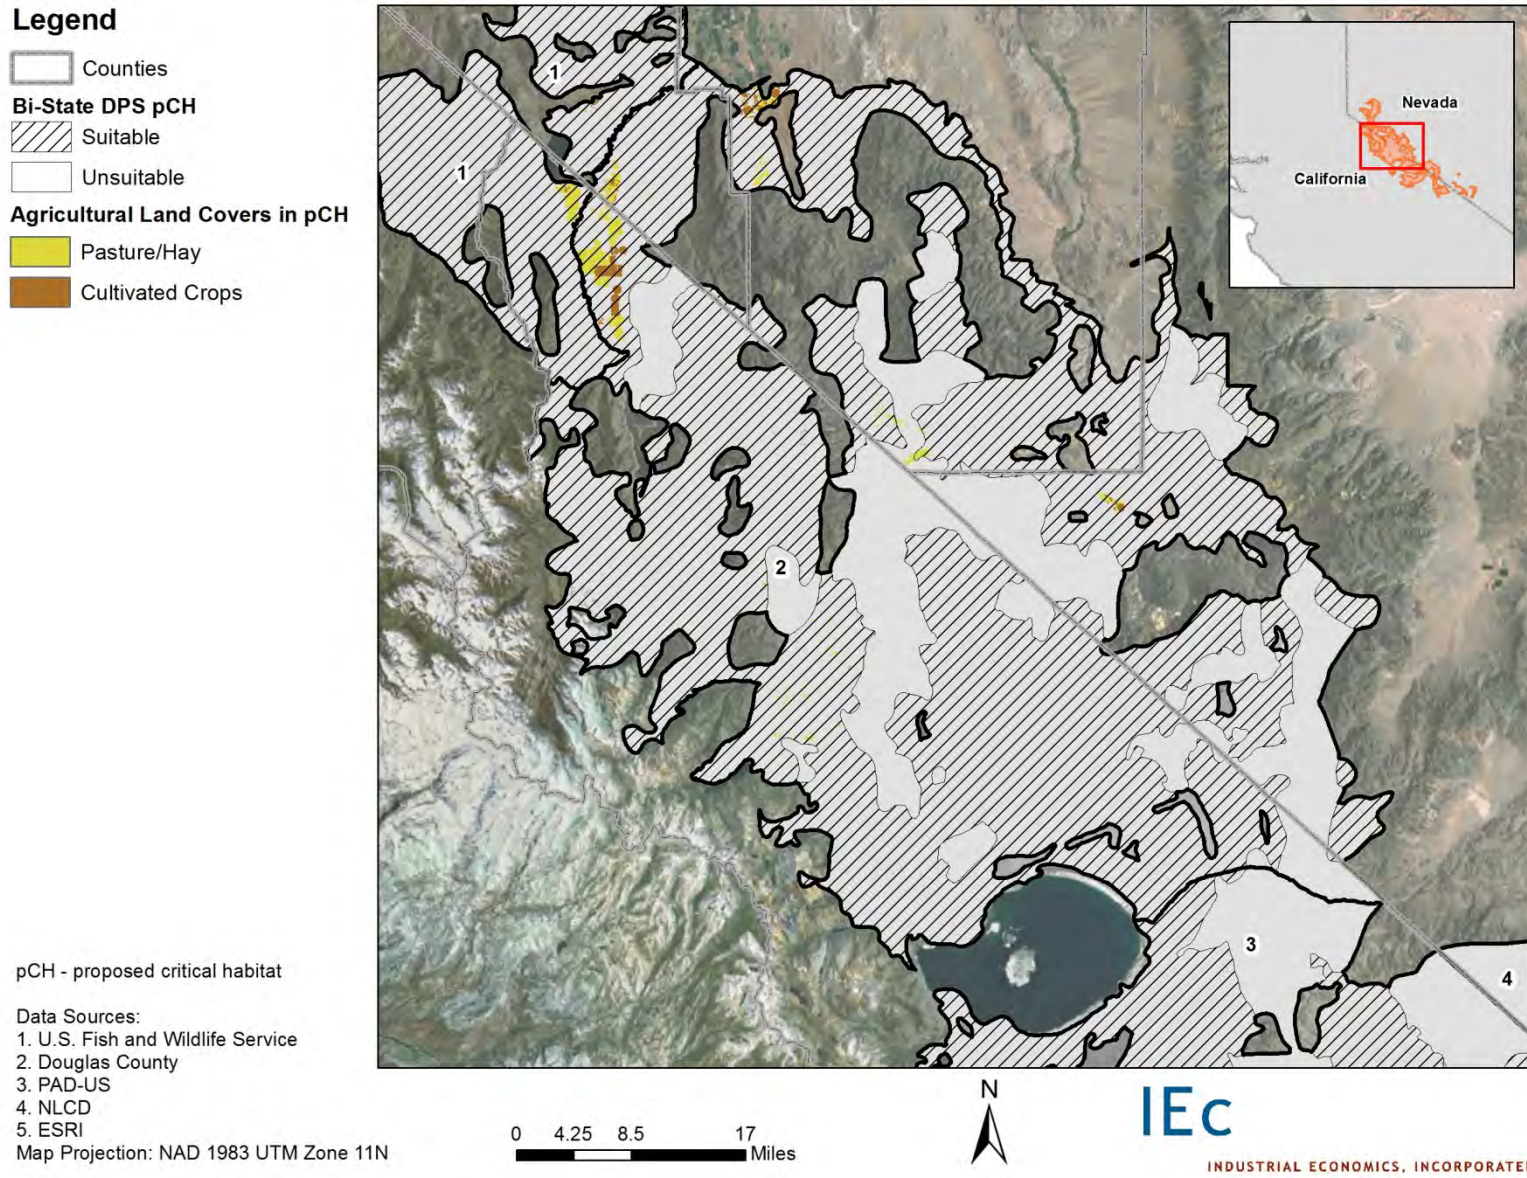 Legend
Counties
Bi-State DPS pCH
Suitable
Unsuitable
Agricultural Land Covers in pCH
Pasture/Hay
Cultivated Crops
pCH - proposed critical habitat
Data Sources:
1. U.S. Fish and Wildlife Service
2. Douglas County
3. PAD-US
4. NLCD
5. ESRI
Map Projection: NAD 1983 UTM Zone 11N
1
1
2
3
4
Nevada
California
0 4.25 8.5 17
Miles
N
IEc
INDUSTRIAL ECONOMICS, INCORPORATED